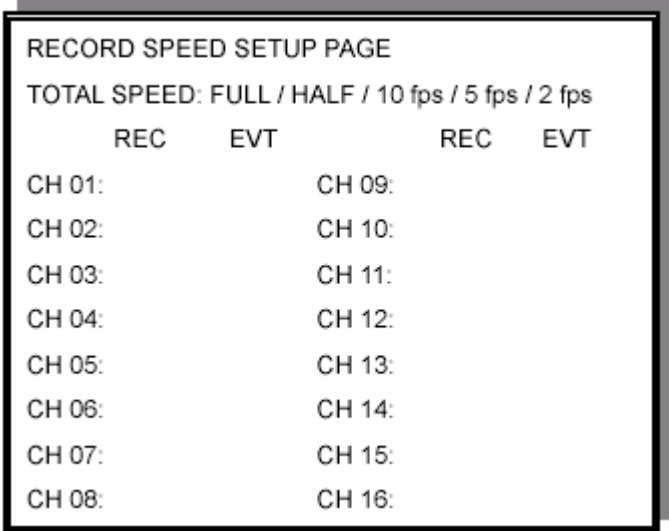 RECORD SPEED SETUP PAGE
TOTAL SPEED: FULL / HALF / 10 fps / 5 fps / 2 fps
REC EVT REC EVT
CH 01: CH 09:
CH 02: CH 10:
CH 03: CH 11:
CH 04: CH 12:
CH 05: CH 13:
CH 06: CH 14:
CH 07: CH 15:
CH 08: CH 16: